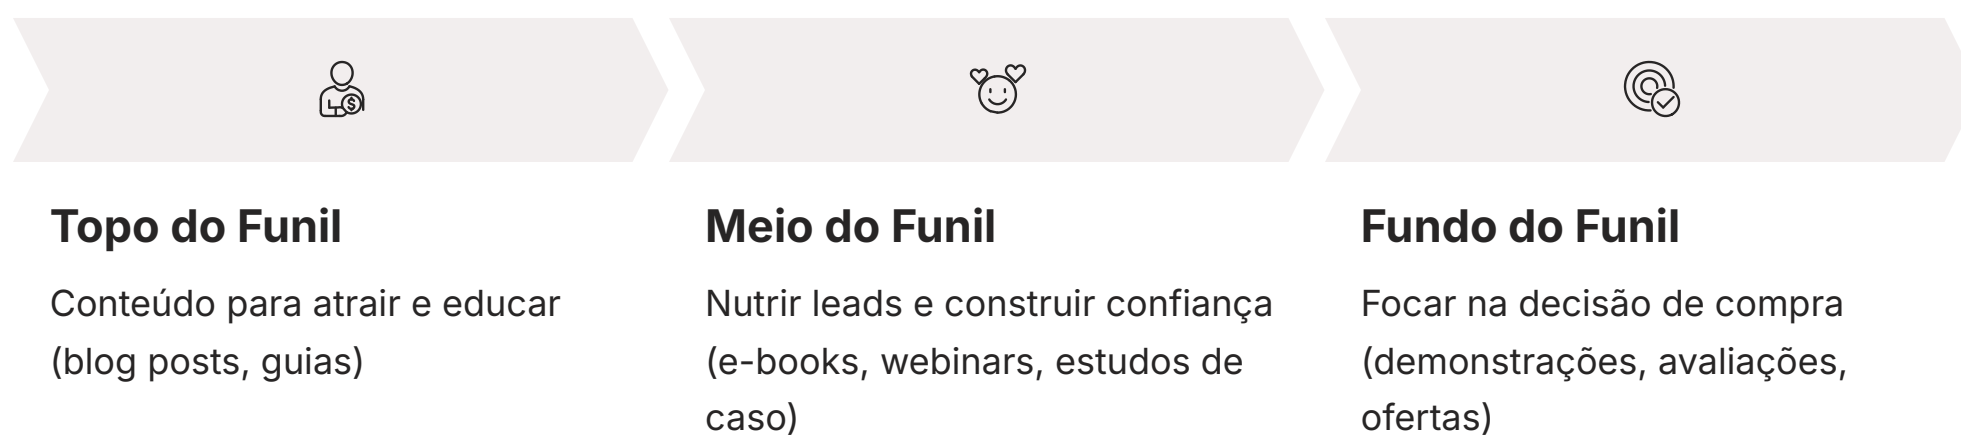 Topo do Funil
Conteúdo para atrair e educar
(blog posts, guias)
Meio do Funil
Nutrir leads e construir confiança
(e-books, webinars, estudos de
caso)
Fundo do Funil
Focar na decisão de compra
(demonstrações, avaliações,
ofertas)